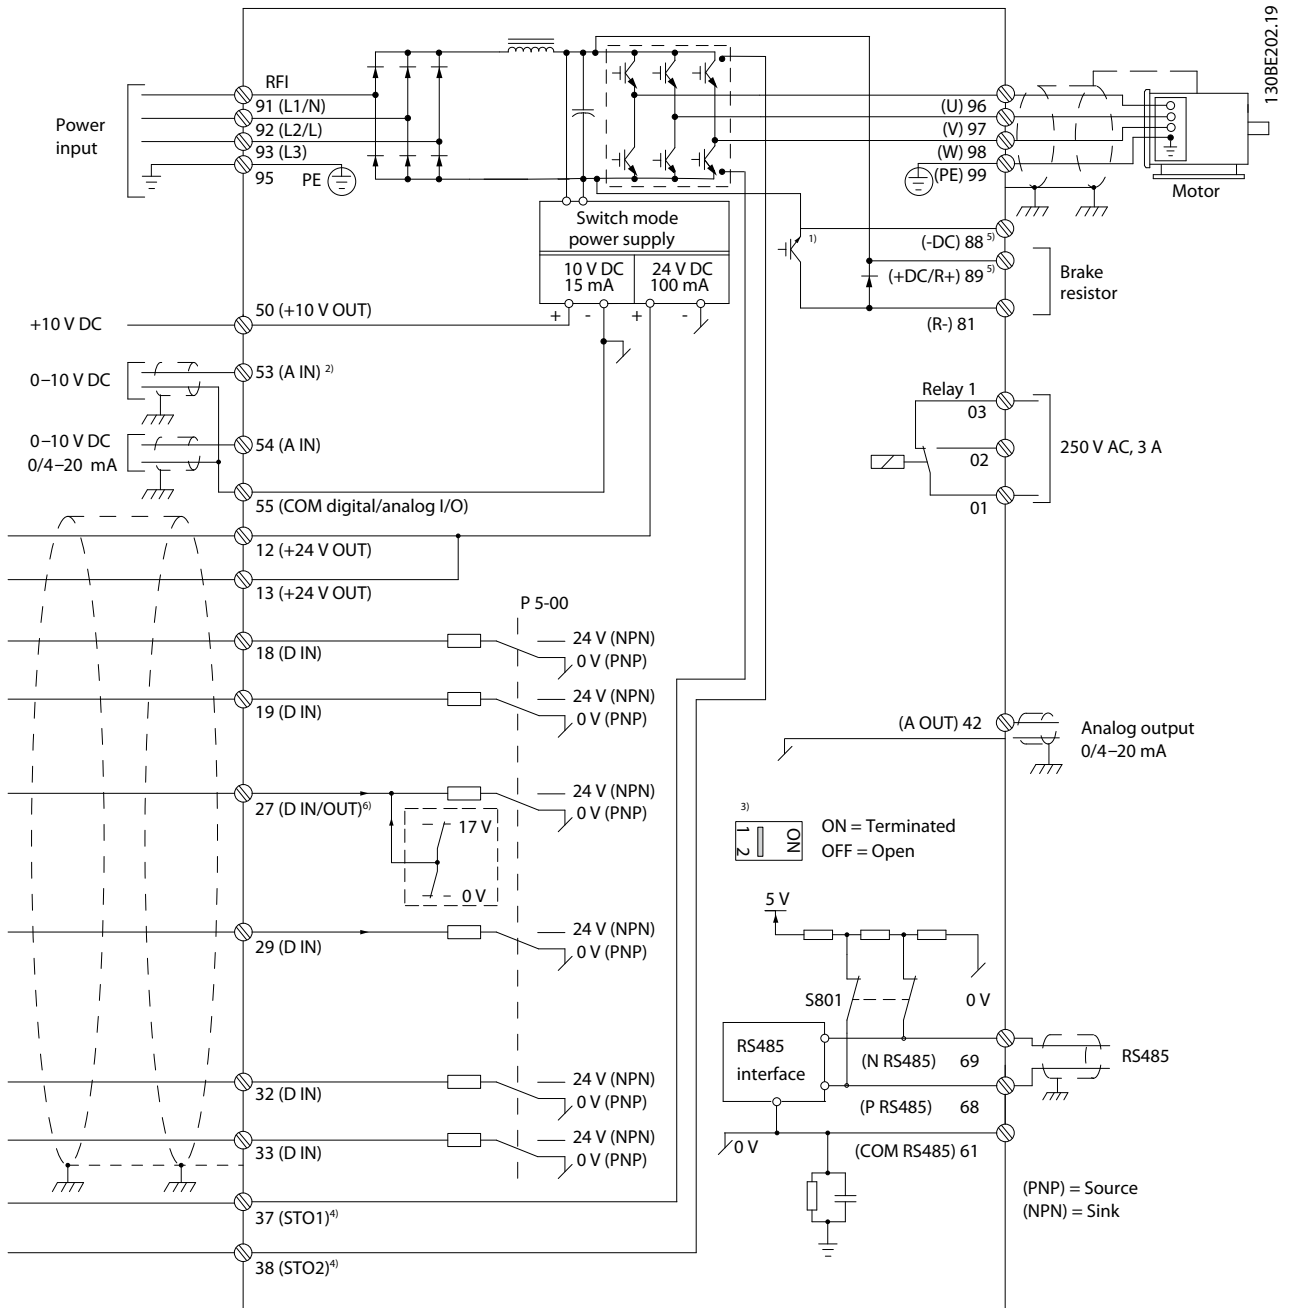 130BE202.19
RFI
Power
input
91 (L1/N)
92 (L2/L)
93 (L3)
95
PE
(U) 96
(V) 97
(W) 98
(PE) 99
Motor
Switch mode
power supply
10 V DC
15 mA
24 V DC
100 mA
+ - + -
1)
(-DC) 88 5)
(+DC/R+) 89 5)
(R-) 81
Brake
resistor
+10 V DC
50 (+10 V OUT)
0–10 V DC
53 (A IN) 2)
0–10 V DC
0/4–20 mA
54 (A IN)
55 (COM digital/analog I/O)
Relay 1
03
02
01
250 V AC, 3 A
12 (+24 V OUT)
13 (+24 V OUT)
P 5-00
18 (D IN)
24 V (NPN)
0 V (PNP)
19 (D IN)
24 V (NPN)
0 V (PNP)
(A OUT) 42
Analog output
0/4–20 mA
27 (D IN/OUT)6)
24 V (NPN)
0 V (PNP)
17 V
0 V
3)
1 2
ON
ON = Terminated
OFF = Open
29 (D IN)
24 V (NPN)
0 V (PNP)
5 V
S801
0 V
RS485
interface
(N RS485) 69
(P RS485) 68
RS485
0 V
(COM RS485) 61
32 (D IN)
24 V (NPN)
0 V (PNP)
33 (D IN)
24 V (NPN)
0 V (PNP)
37 (STO1)4)
38 (STO2)4)
(PNP) = Source
(NPN) = Sink